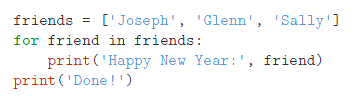 friends = ['Joseph', 'Glenn', 'Sally']
for friend in friends:
    print('Happy New Year:', friend)
print('Done!')